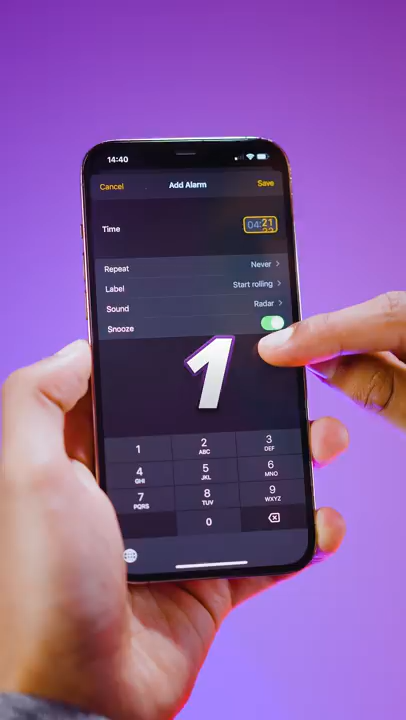 14:40
Cancel
Add Alarm
Save
Time
04:21
22
Repeat
Never
Label
Start rolling
Sound
Radar
Snooze
1
1
2
ABC
3
DEF
4
GHI
5
JKL
6
MNO
7
PQRS
8
TUV
9
WXYZ
0